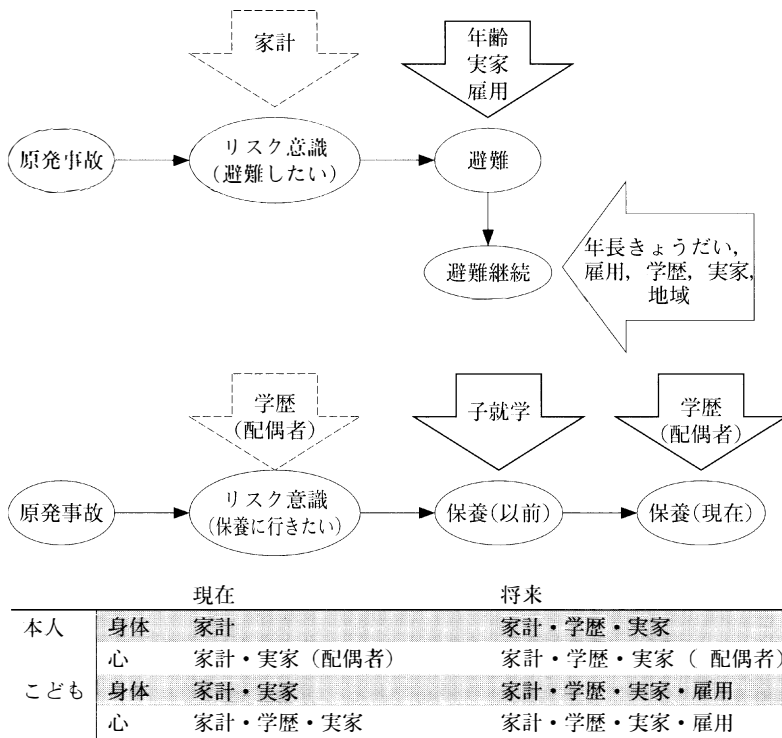 家計
年齢
実家
雇用
原発事故
リスク意識
(避難したい)
避難
避難継続
年長きょうだい,
雇用, 学歴, 実家,
地域
学歴
(配偶者)
子就学
学歴
(配偶者)
原発事故
リスク意識
(保養に行きたい)
保養(以前)
保養(現在)
現在 将来
本人 身体 家計 家計・学歴・実家
心 家計・実家(配偶者) 家計・学歴・実家( 配偶者)
こども 身体 家計・実家 家計・学歴・実家・雇用
心 家計・学歴・実家 家計・学歴・実家・雇用